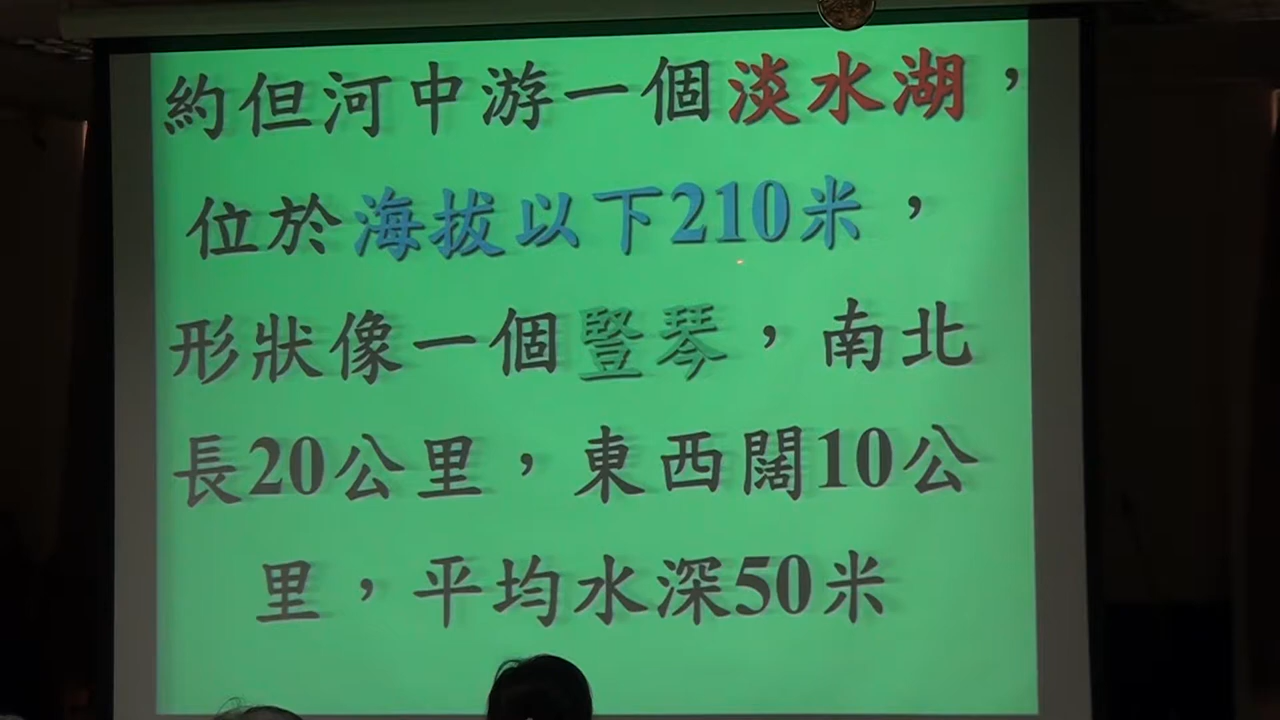 約但河中游一個淡水湖，
位於海拔以下210米，
形狀像一個豎琴，南北
長20公里，東西闊10公
里，平均水深50米